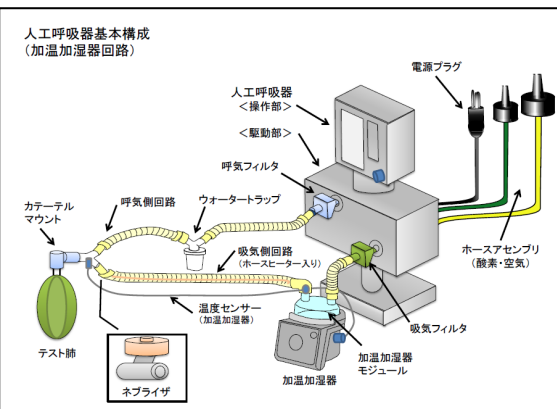 人工呼吸器基本構成
(加温加湿器回路)
電源プラグ
人工呼吸器
<操作部>
<駆動部>
呼気フィルタ
ウォータートラップ
呼気側回路
カテーテル
マウント
吸気側回路
(ホースヒーター入り)
ホースアセンブリ
(酸素・空気)
温度センサー
(加温加湿器)
吸気フィルタ
テスト肺
加温加湿器
モジュール
加温加湿器
ネブライザ